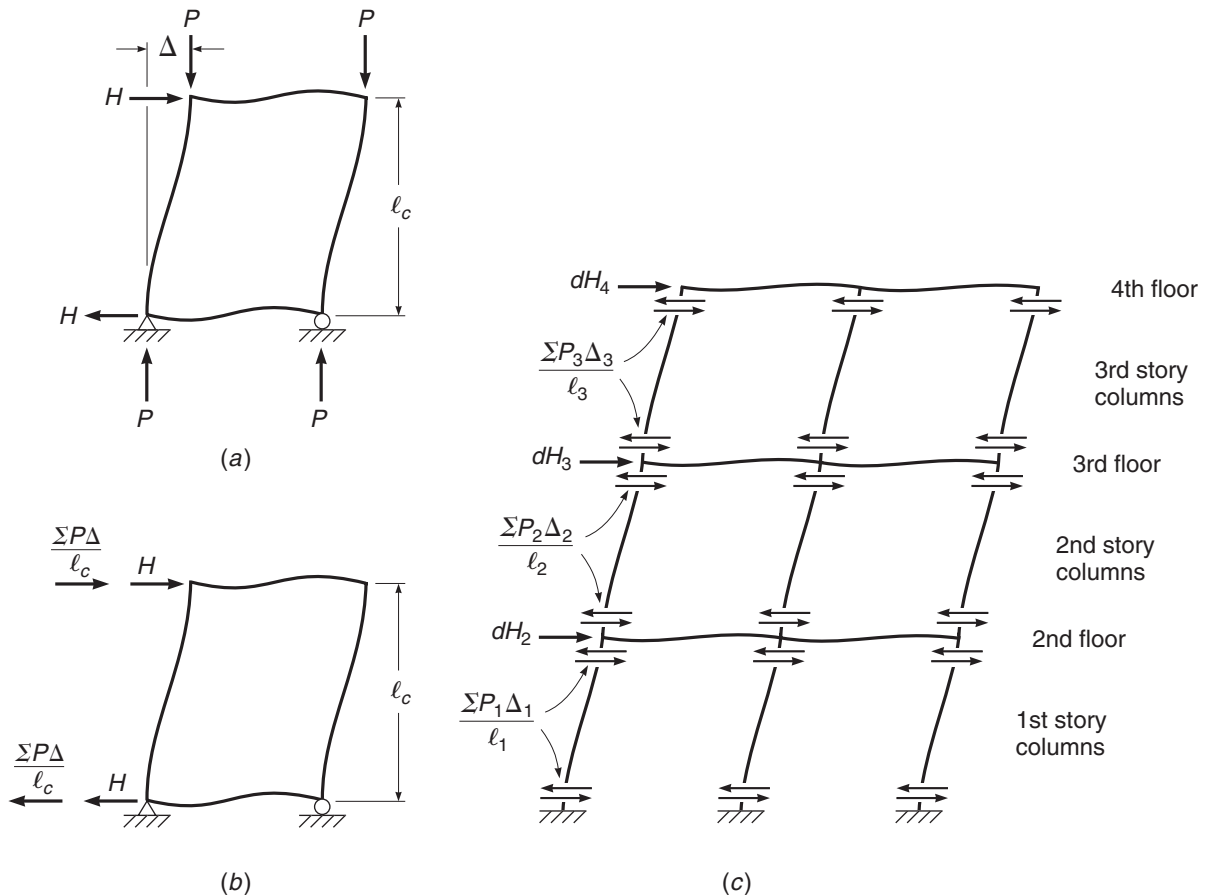 P
P
Δ
H
ℓc
H
P
P
(a)
ΣPΔ
ℓc
H
ℓc
ΣPΔ
ℓc
H
(b)
dH4
4th floor
ΣP3Δ3
ℓ3
3rd story
columns
dH3
3rd floor
ΣP2Δ2
ℓ2
2nd story
columns
dH2
2nd floor
ΣP1Δ1
ℓ1
1st story
columns
(c)